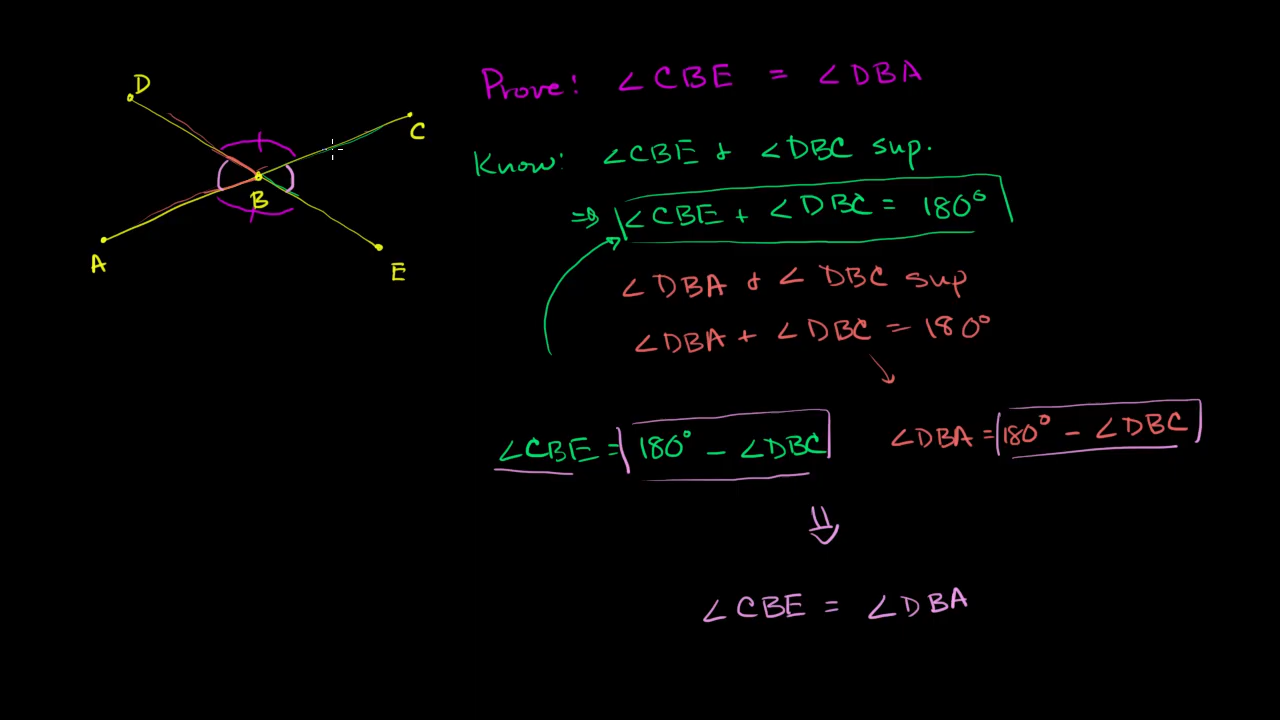 D
C
B
A
E
Prove: ∠CBE = ∠DBA
Know: ∠CBE & ∠DBC sup.
⇒ ∠CBE + ∠DBC = 180°
∠DBA & ∠DBC sup
∠DBA + ∠DBC = 180°
∠CBE = 180° - ∠DBC
∠DBA = 180° - ∠DBC
∠CBE = ∠DBA